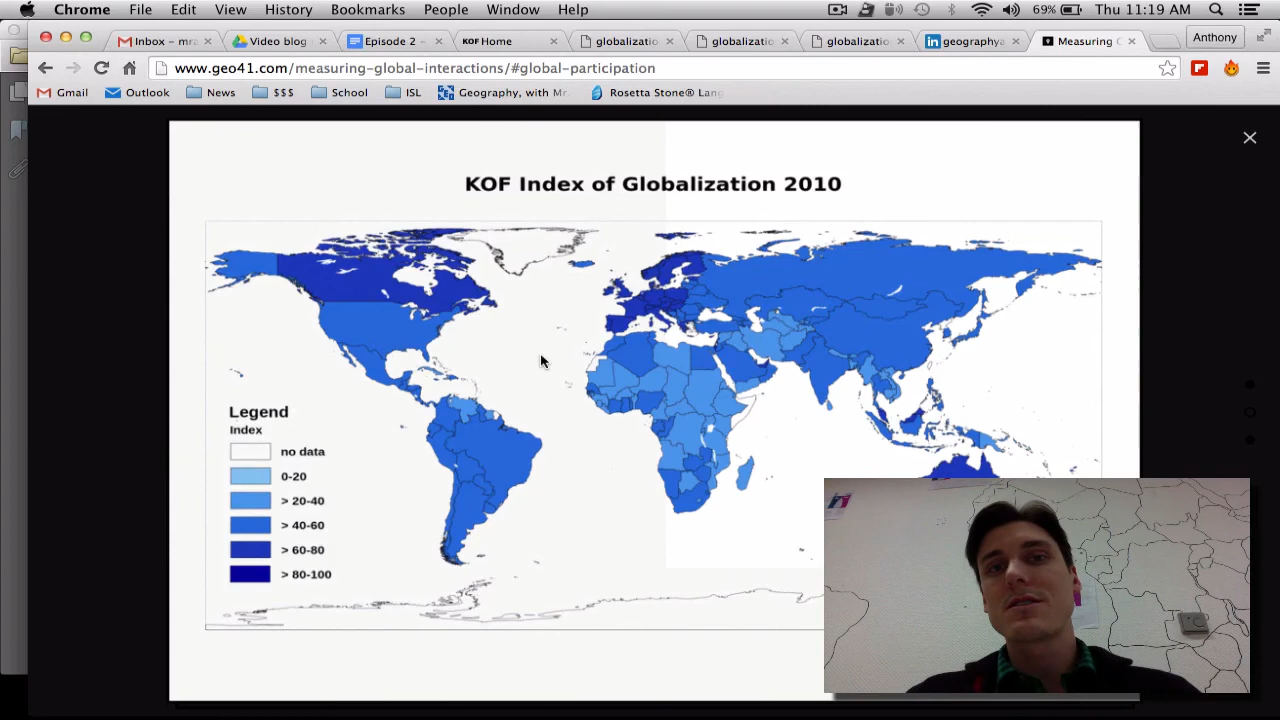 Chrome File Edit View History Bookmarks People Window Help 69% Thu 11:19 AM
Inbox – mra Video blog Episode 2 – KOF Home globalizatio globalizatio globalizatio geographya Measuring G Anthony
www.geo41.com/measuring-global-interactions/#global-participation
Gmail Outlook News $$$ School ISL Geography, with Mr. Rosetta Stone® Lang
KOF Index of Globalization 2010
Legend
Index
no data
0-20
> 20-40
> 40-60
> 60-80
> 80-100